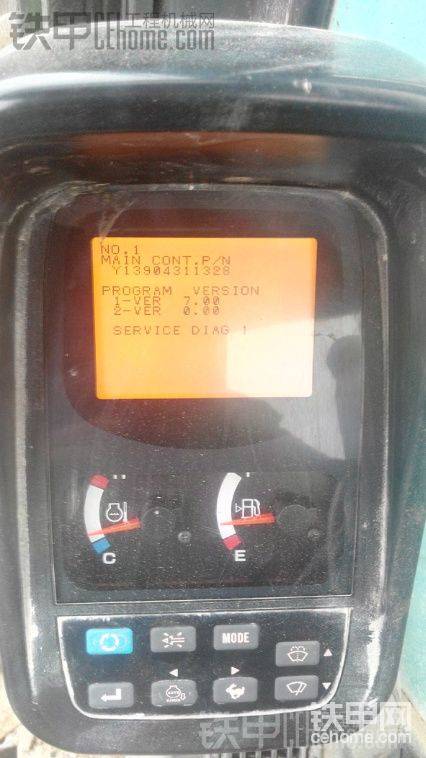 铁甲 工程机械网
cehome.com
NO.1
MAIN CONT.P/N
Y13904311328
PROGRAM VERSION
1-VER 7.00
2-VER 0.00
SERVICE DIAG 1
C
E
MODE
铁甲网
cehome.com